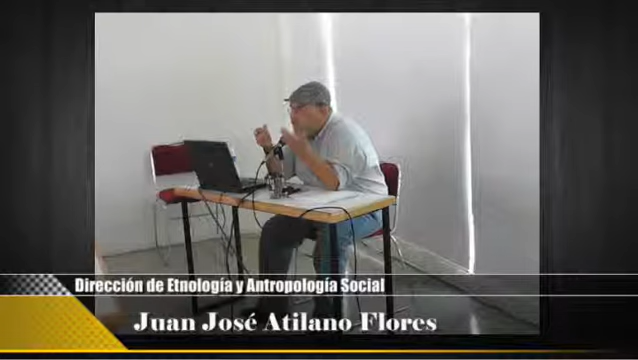 Dirección de Etnología y Antropología Social
Juan José Atilano Flores